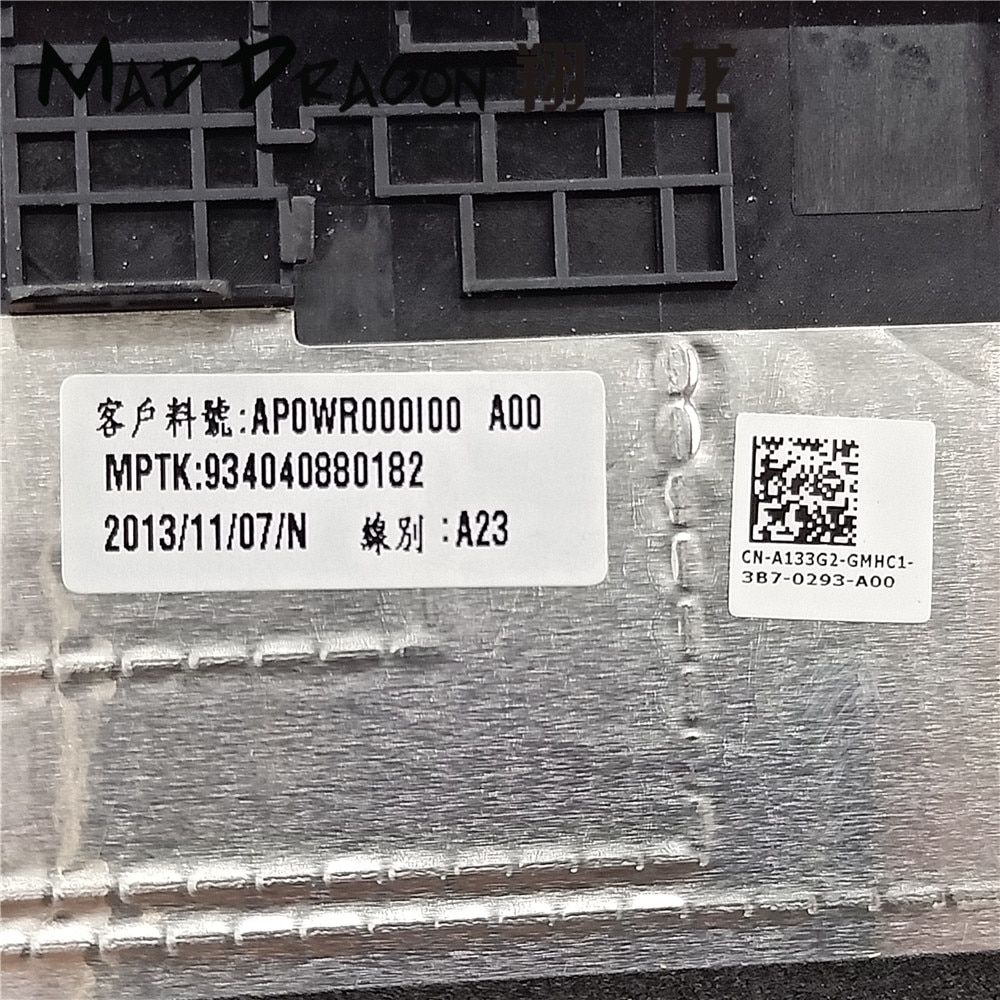 MAD DRAGON 翔 龙
客戶料號:AP0WR000I00 A00
MPTK:934040880182
2013/11/07/N 線別:A23
CN-A133G2-GMHC1-
3B7-0293-A00